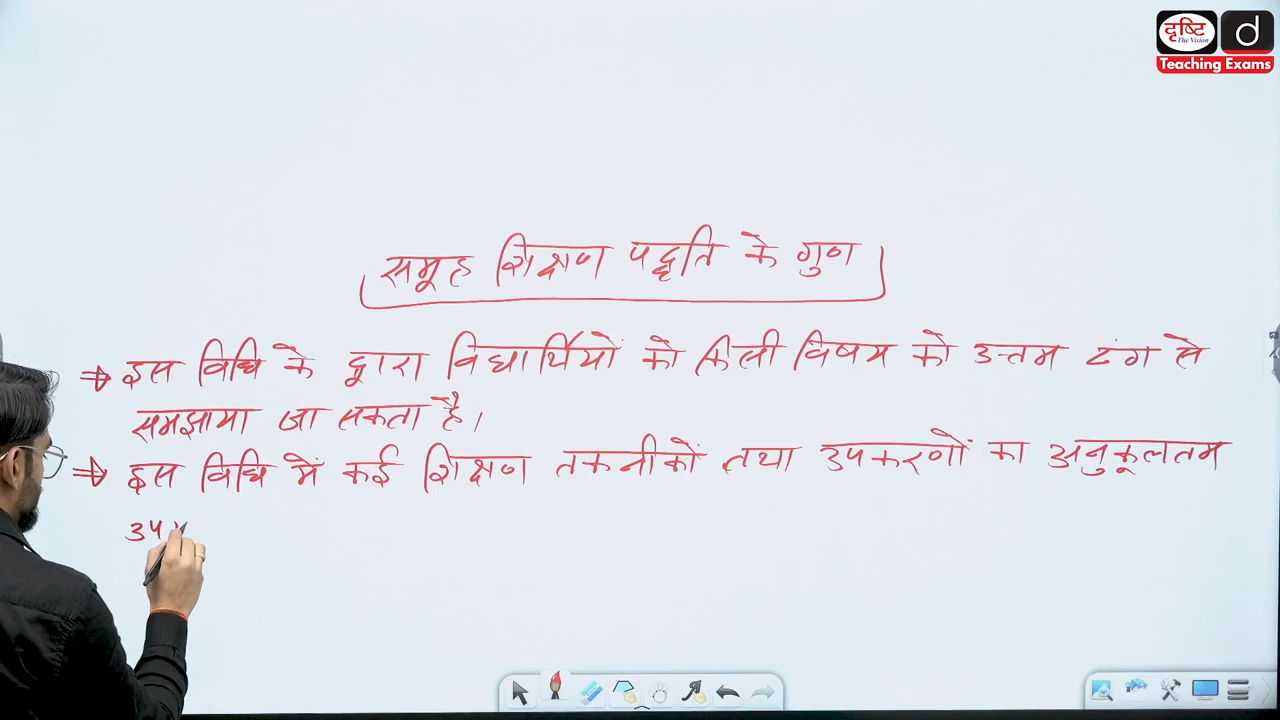 दृष्टि
The Vision
d
Teaching Exams
समूह शिक्षण पद्धति के गुण
⇒ इस विधि के द्वारा विद्यार्थियों को किसी विषय को उत्तम ढंग से
समझाया जा सकता है।
⇒ इस विधि में कई शिक्षण तकनीकों तथा उपकरणों का अनुकूलतम
उप